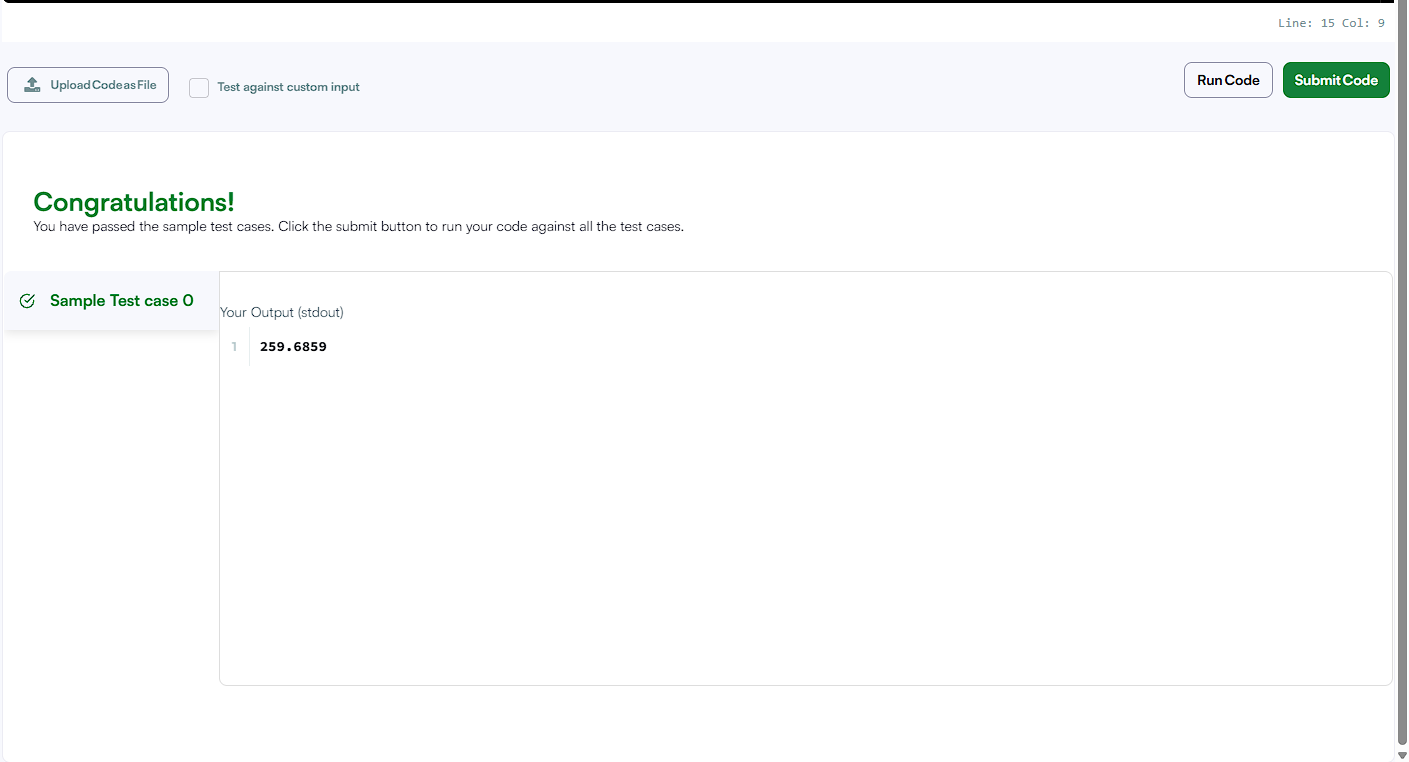 Line: 15 Col: 9
Upload Code as File
Test against custom input
Run Code
Submit Code
Congratulations!
You have passed the sample test cases. Click the submit button to run your code against all the test cases.
Sample Test case 0
Your Output (stdout)
1 259.6859